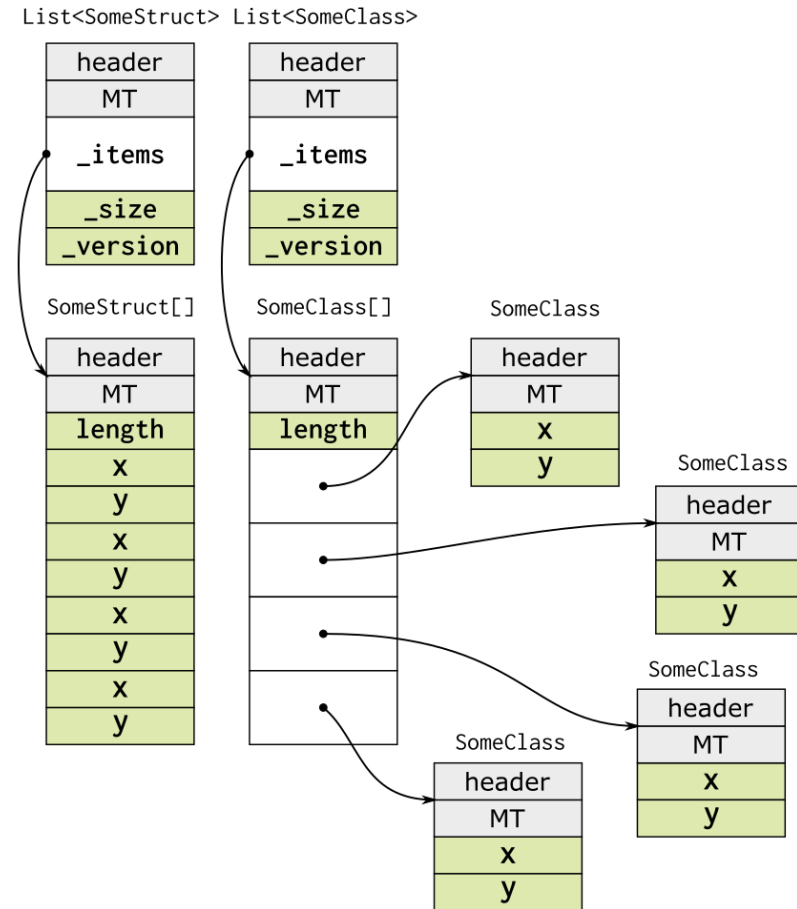 List<SomeStruct> List<SomeClass>
header
MT
_items
_size
_version
header
MT
_items
_size
_version
SomeStruct[]
header
MT
length
x
y
x
y
x
y
x
y
SomeClass[]
header
MT
length
SomeClass
header
MT
x
y
SomeClass
header
MT
x
y
SomeClass
header
MT
x
y
SomeClass
header
MT
x
y